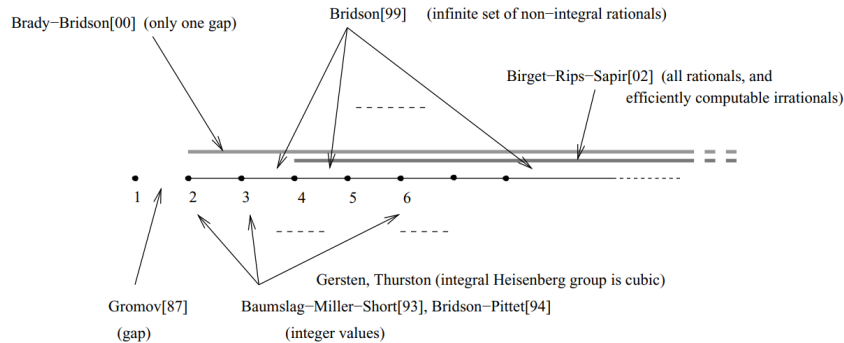 Brady−Bridson[00] (only one gap)
Bridson[99] (infinite set of non−integral rationals)
Birget−Rips−Sapir[02] (all rationals, and
efficiently computable irrationals)
1 2 3 4 5 6
Gersten, Thurston (integral Heisenberg group is cubic)
Gromov[87] Baumslag−Miller−Short[93], Bridson−Pittet[94]
(gap) (integer values)